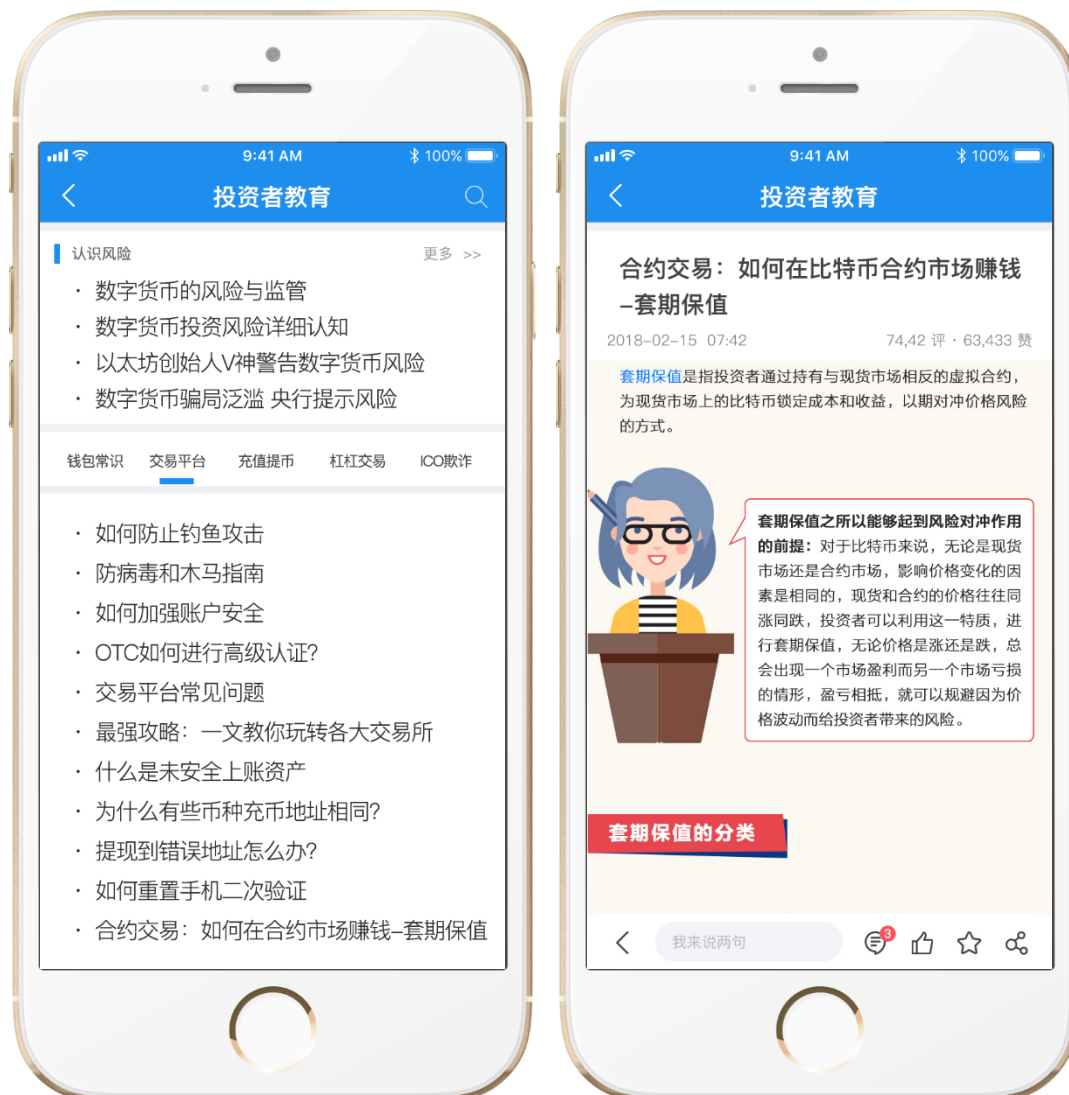 9:41 AM
100%
投资者教育
认识风险
更多 >>
· 数字货币的风险与监管
· 数字货币投资风险详细认知
· 以太坊创始人V神警告数字货币风险
· 数字货币骗局泛滥 央行提示风险
钱包常识 交易平台 充值提币 杠杠交易 ICO欺诈
· 如何防止钓鱼攻击
· 防病毒和木马指南
· 如何加强账户安全
· OTC如何进行高级认证?
· 交易平台常见问题
· 最强攻略：一文教你玩转各大交易所
· 什么是未安全上账资产
· 为什么有些币种充币地址相同?
· 提现到错误地址怎么办?
· 如何重置手机二次验证
· 合约交易：如何在合约市场赚钱–套期保值
9:41 AM
100%
投资者教育
合约交易：如何在比特币合约市场赚钱
–套期保值
2018–02–15 07:42
74,42 评 · 63,433 赞
套期保值是指投资者通过持有与现货市场相反的虚拟合约，
为现货市场上的比特币锁定成本和收益，以期对冲价格风险
的方式。
套期保值之所以能够起到风险对冲作用
的前提：对于比特币来说，无论是现货
市场还是合约市场，影响价格变化的因
素是相同的，现货和合约的价格往往同
涨同跌，投资者可以利用这一特质，进
行套期保值，无论价格是涨还是跌，总
会出现一个市场盈利而另一个市场亏损
的情形，盈亏相抵，就可以规避因为价
格波动而给投资者带来的风险。
套期保值的分类
我来说两句
3